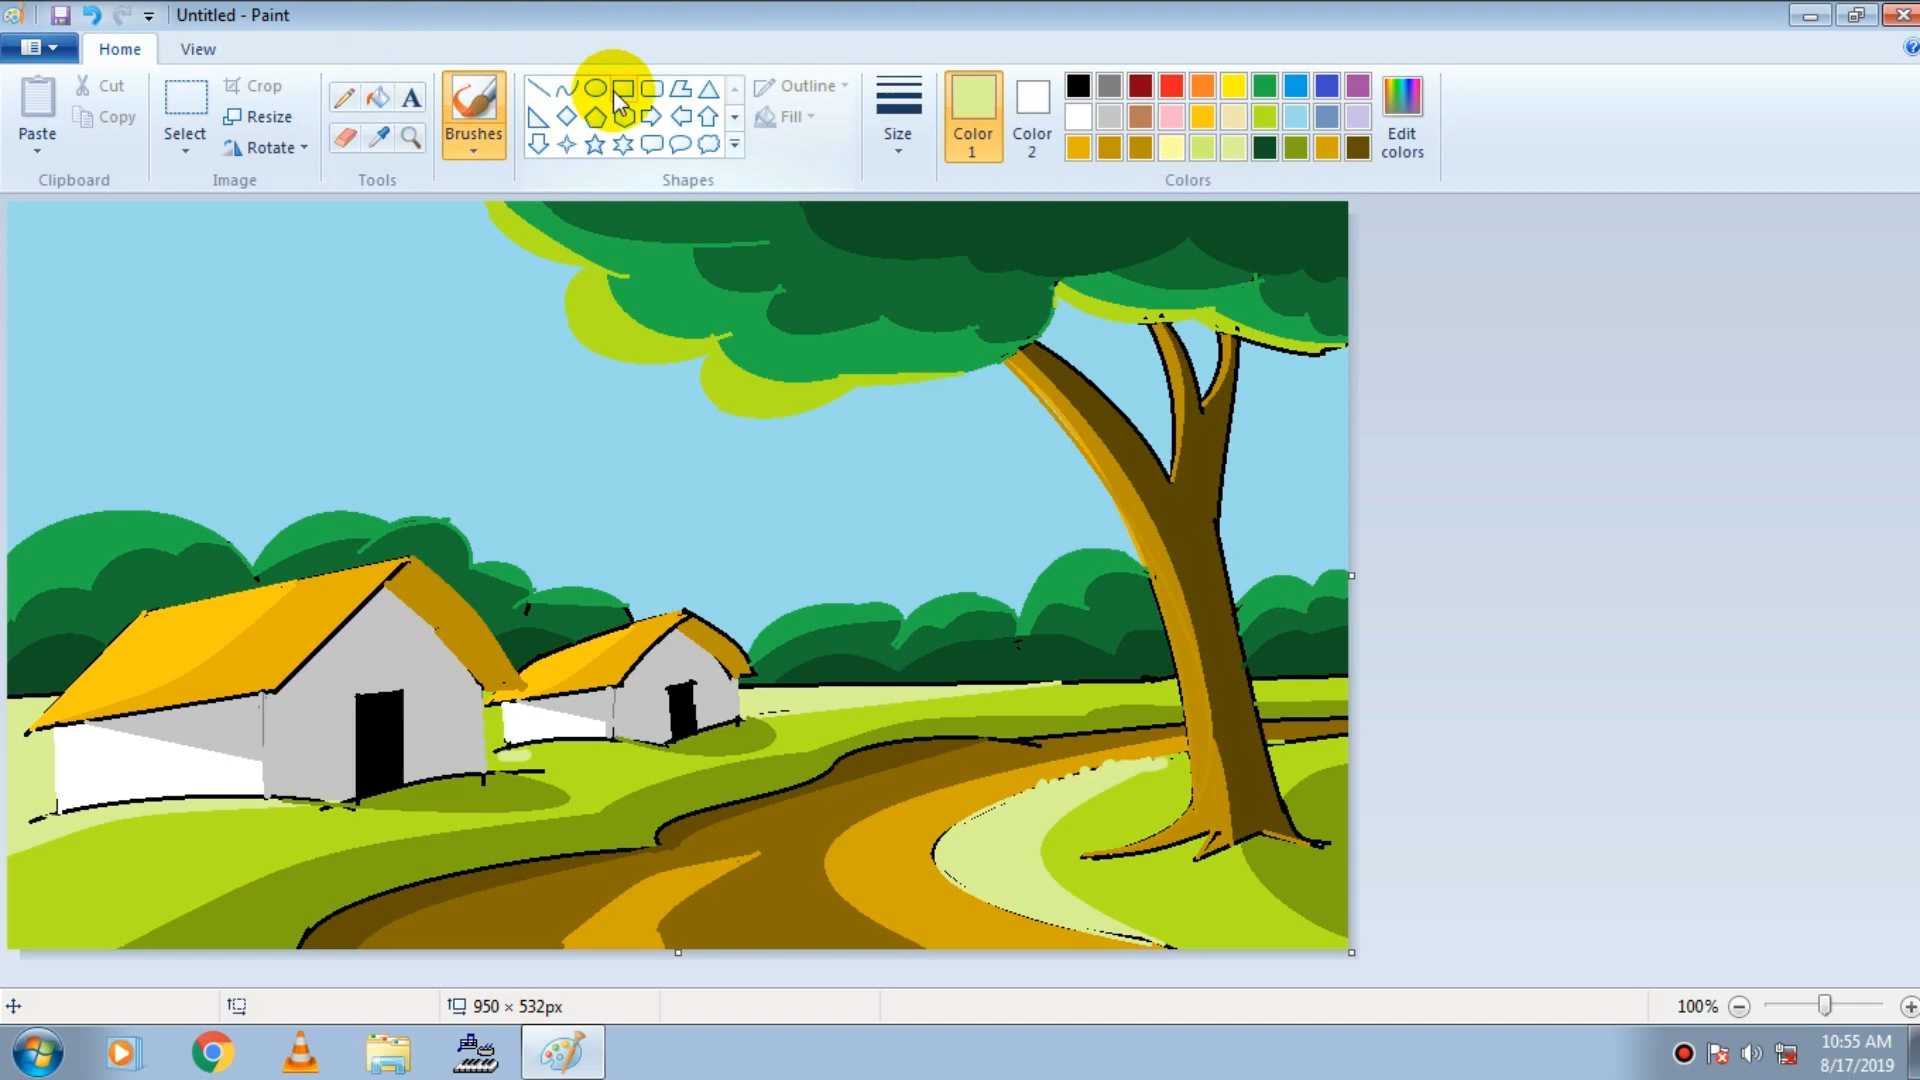 Untitled - Paint
Home View
Paste
Cut
Copy
Clipboard
Select
Crop
Resize
Rotate
Image
A
Tools
Brushes
Outline
Fill
Shapes
Size
Color
1
Color
2
Edit
colors
Colors
950 × 532px
100%
10:55 AM
8/17/2019